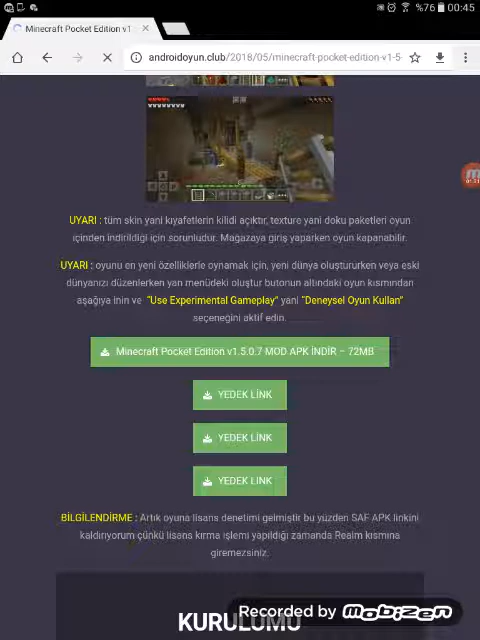 %76 00:45
Minecraft Pocket Edition v1
androidoyun.club/2018/05/minecraft-pocket-edition-v1-5-
UYARI : tüm skin yani kıyafetlerin kilidi açıktır, texture yani doku paketleri oyun
içinden indirildiği için sorunludur. Mağazaya giriş yaparken oyun kapanabilir.
UYARI : oyunu en yeni özelliklerle oynamak için, yeni dünya oluştururken veya eski
dünyanızı düzenlerken yan menüdeki oluştur butonun altındaki oyun kısmından
aşağıya inin ve “Use Experimental Gameplay” yani “Deneysel Oyun Kullan”
seçeneğini aktif edin.
Minecraft Pocket Edition v1.5.0.7 MOD APK İNDİR – 72MB
YEDEK LİNK
YEDEK LİNK
YEDEK LİNK
BİLGİLENDİRME : Artık oyuna lisans denetimi gelmiştir bu yüzden SAF APK linkini
kaldırıyorum çünkü lisans kırma işlemi yapıldığı zamanda Realm kısmına
giremezsiniz.
KURULUMU
Recorded by Mobizen